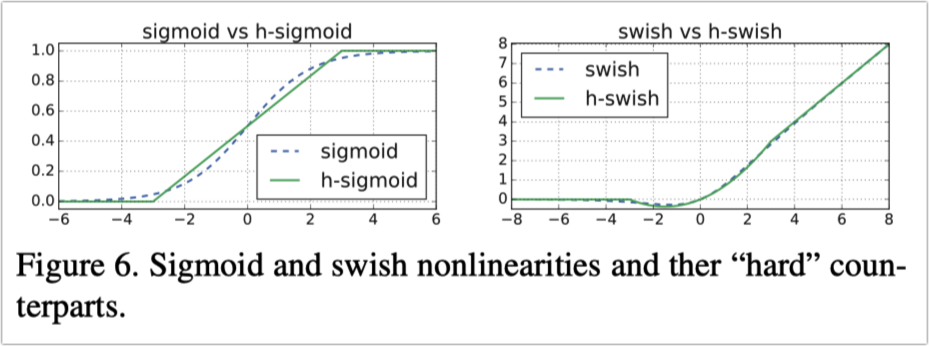 sigmoid vs h-sigmoid
1.0
0.8
0.6
0.4
0.2
0.0
−6 −4 −2 0 2 4 6
sigmoid
h-sigmoid
swish vs h-swish
8
7
6
5
4
3
2
1
0
−8 −6 −4 −2 0 2 4 6 8
swish
h-swish
Figure 6. Sigmoid and swish nonlinearities and ther “hard” coun-
terparts.